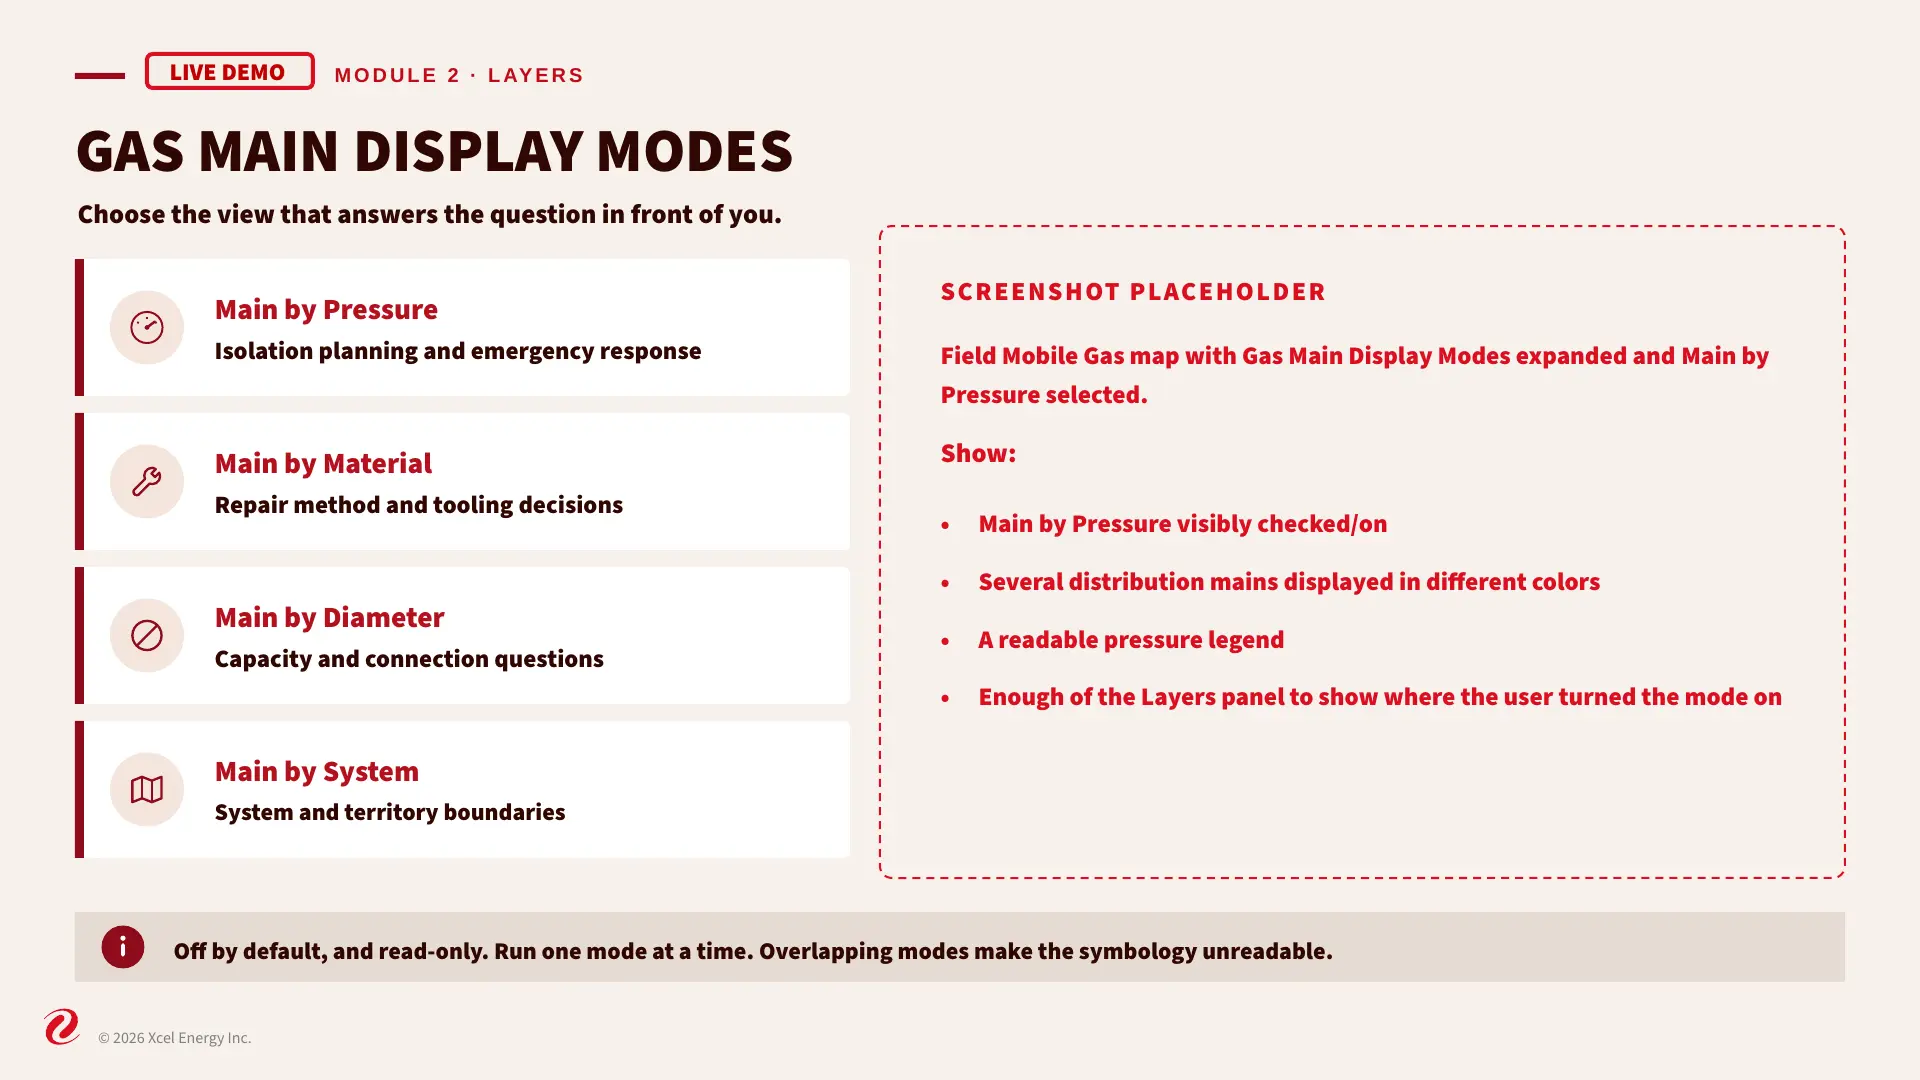 LIVE DEMO
MODULE 2 · LAYERS
GAS MAIN DISPLAY MODES
Choose the view that answers the question in front of you.
Main by Pressure
Isolation planning and emergency response
Main by Material
Repair method and tooling decisions
Main by Diameter
Capacity and connection questions
Main by System
System and territory boundaries
SCREENSHOT PLACEHOLDER
Field Mobile Gas map with Gas Main Display Modes expanded and Main by
Pressure selected.
Show:
• Main by Pressure visibly checked/on
• Several distribution mains displayed in different colors
• A readable pressure legend
• Enough of the Layers panel to show where the user turned the mode on
Off by default, and read-only. Run one mode at a time. Overlapping modes make the symbology unreadable.
© 2026 Xcel Energy Inc.